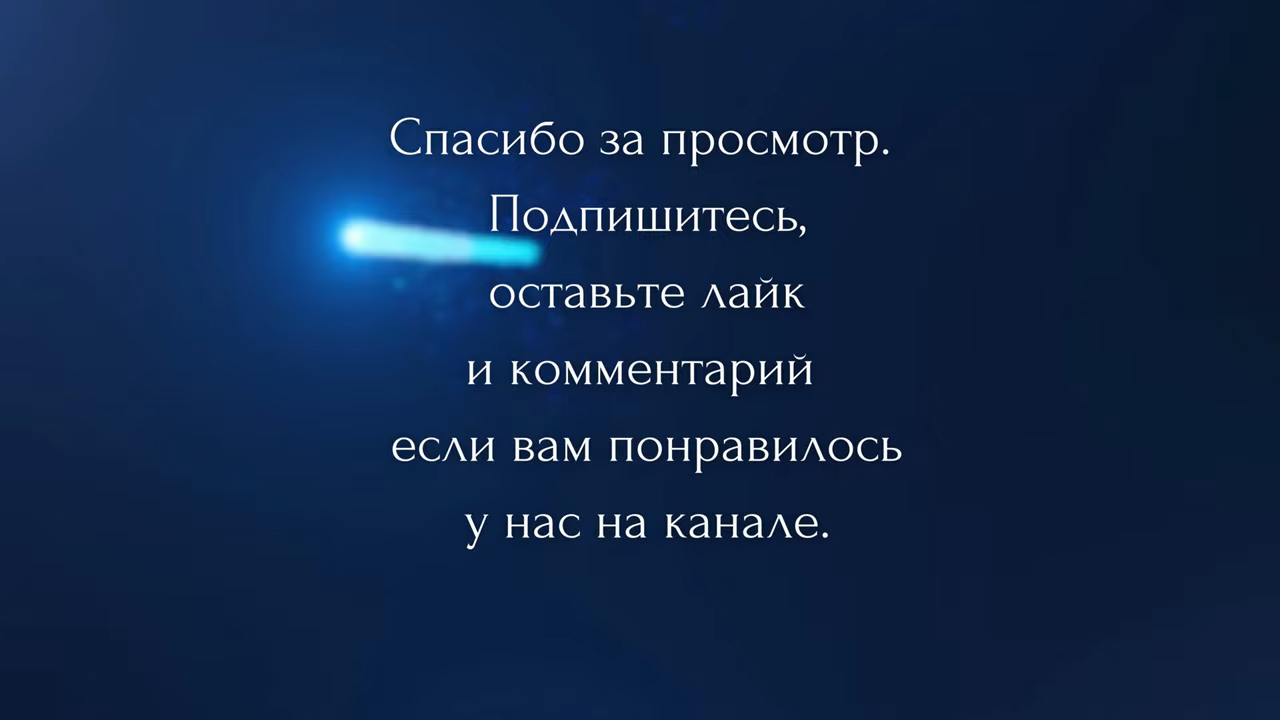 Спасибо за просмотр.
Подпишитесь,
оставьте лайк
и комментарий
если вам понравилось
у нас на канале.